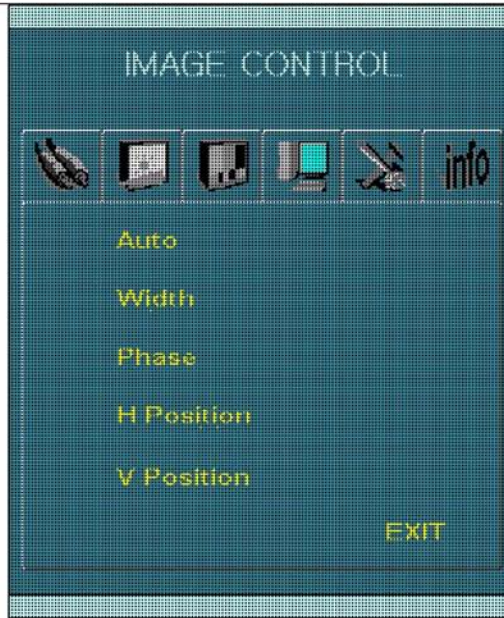 IMAGE CONTROL
info
Auto
Width
Phase
H Position
V Position
EXIT